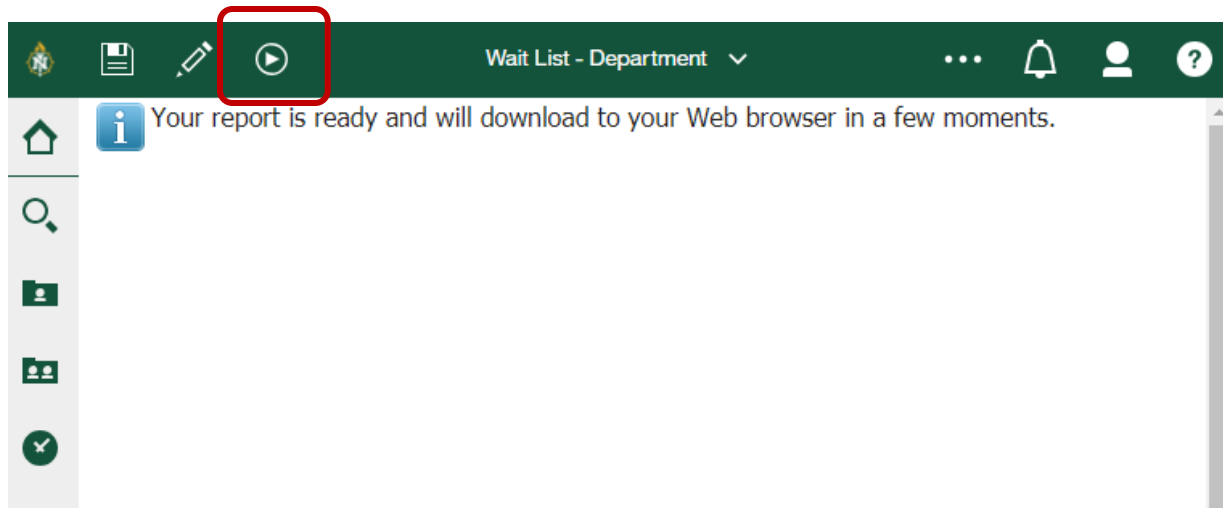 Wait List - Department
Your report is ready and will download to your Web browser in a few moments.